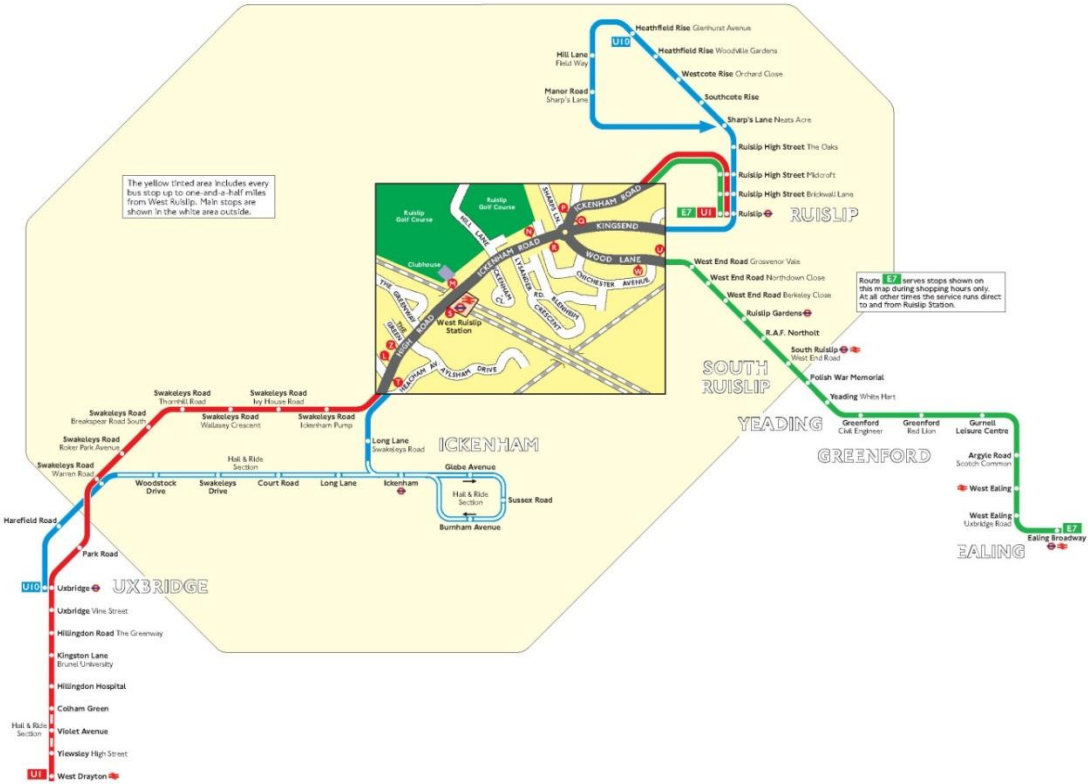 Heathfield Rise Glenhurst Avenue
U10
Heathfield Rise Woodville Gardens
Hill Lane
Field Way
Westcote Rise Orchard Close
Manor Road
Sharp's Lane
Southcote Rise
Sharp's Lane Neats Acre
Ruislip High Street The Oaks
Ruislip High Street Midcroft
Ruislip High Street Brickwall Lane
E7 U1 Ruislip
RUISLIP
The yellow tinted area includes every
bus stop up to one-and-a-half miles
from West Ruislip. Main stops are
shown in the white area outside.
Ruislip
Golf Course
Ruislip
Golf Course
Clubhouse
HILL LANE
SHARPS LN.
ICKENHAM ROAD
KINGSEND
ICKENHAM ROAD
WOOD LANE
CHICHESTER AVENUE
LYSANDER RD.
BLENHEIM
CRESCENT
ICKENHAM
THE GREENWAY
THE
GREEN
HIGH ROAD
HEACHAM AV.
AYLSHAM DRIVE
West Ruislip
Station
P
Q
N
R
U
W
M
S
Z
L
T
West End Road Grosvenor Vale
West End Road Northdown Close
West End Road Berkeley Close
Ruislip Gardens
R.A.F. Northolt
South Ruislip
West End Road
Polish War Memorial
Yeading White Hart
Route E7 serves stops shown on
this map during shopping hours only.
At all other times the service runs direct
to and from Ruislip Station.
SOUTH
RUISLIP
YEADING
GREENFORD
Greenford
Civil Engineer
Greenford
Red Lion
Gurnell
Leisure Centre
Argyle Road
Scotch Common
West Ealing
West Ealing
Uxbridge Road
E7
Ealing Broadway
EALING
Swakeleys Road
Thornhill Road
Swakeleys Road
Ivy House Road
Swakeleys Road
Breakspear Road South
Swakeleys Road
Wallasey Crescent
Swakeleys Road
Ickenham Pump
Swakeleys Road
Roker Park Avenue
Swakeleys Road
Warren Road
Long Lane
Swakeleys Road
ICKENHAM
Hail & Ride
Section
Woodstock
Drive
Swakeleys
Drive
Court Road
Long Lane
Ickenham
Glebe Avenue
Hail & Ride
Section
Sussex Road
Burnham Avenue
Harefield Road
Park Road
U10
Uxbridge
UXBRIDGE
Uxbridge Vine Street
Hillingdon Road The Greenway
Kingston Lane
Brunel University
Hillingdon Hospital
Colham Green
Hail & Ride
Section
Violet Avenue
Yiewsley High Street
U1
West Drayton